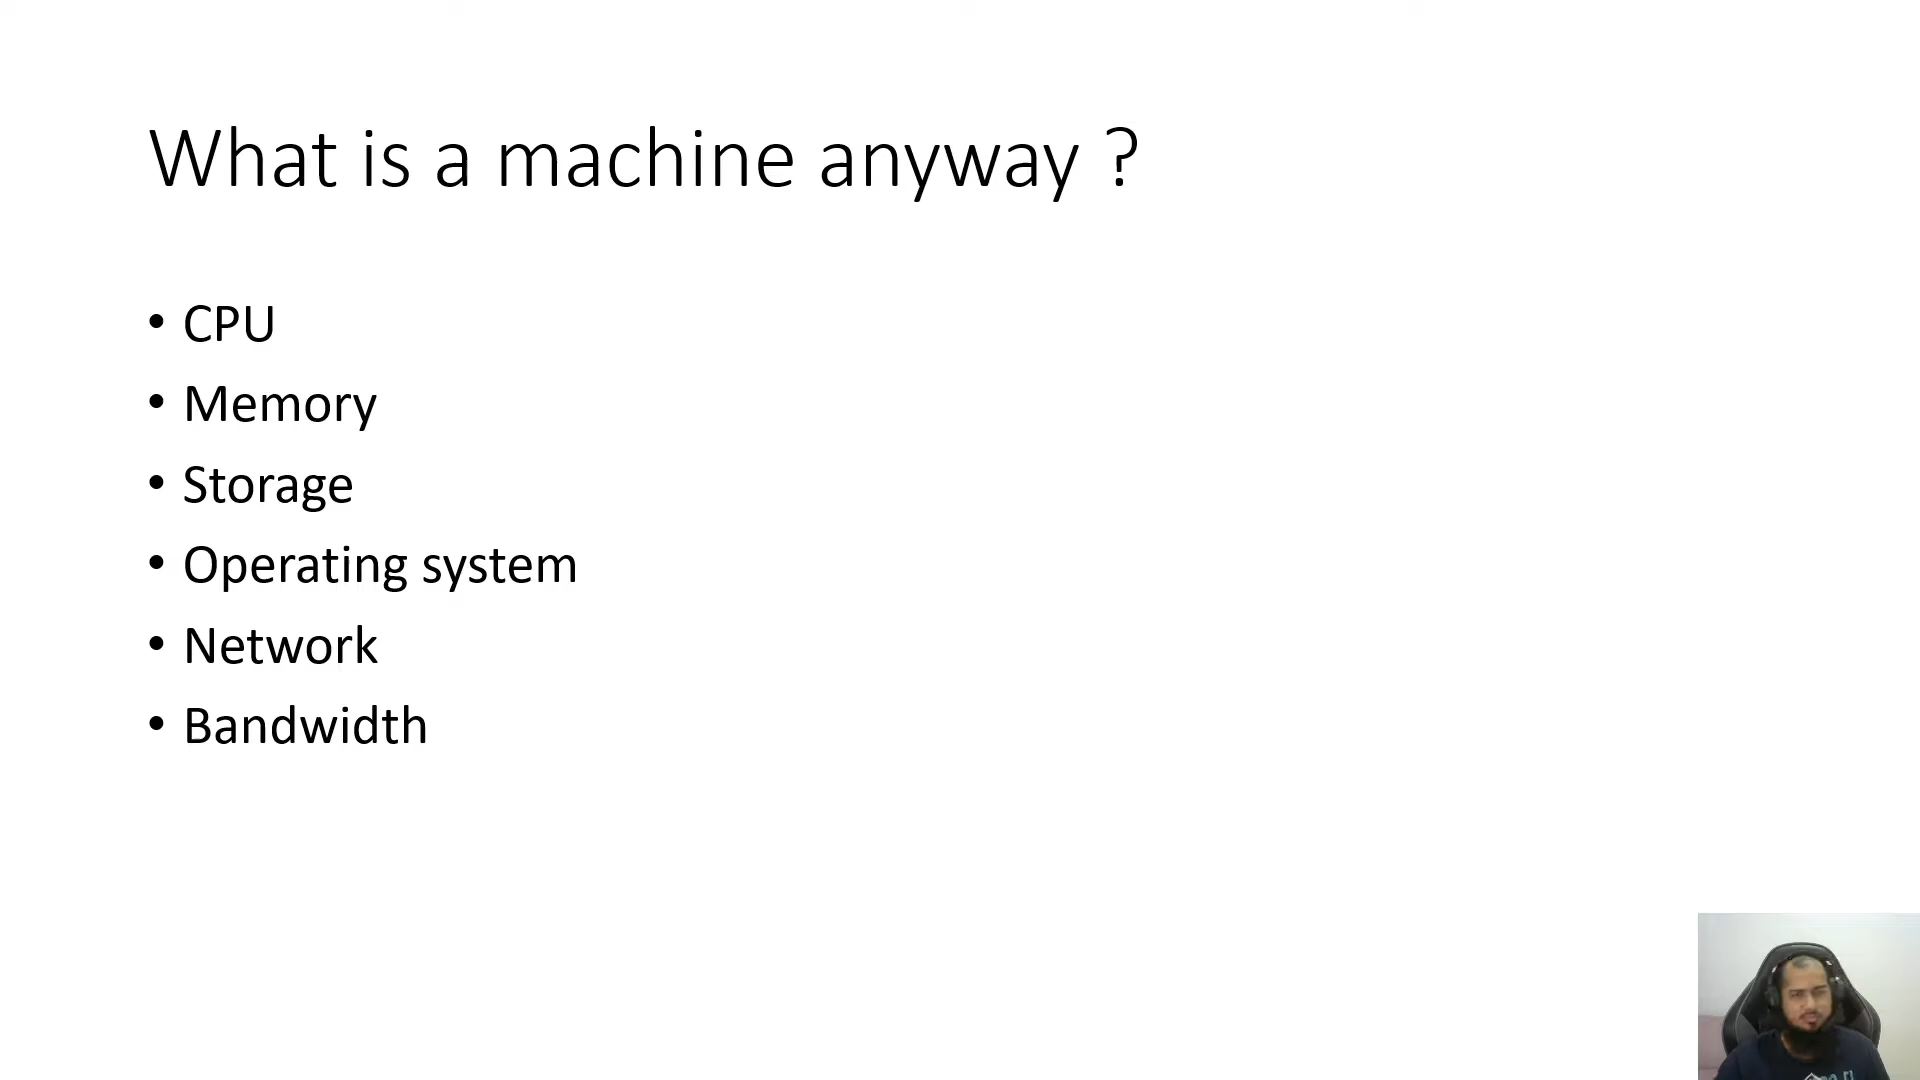 What is a machine anyway ?
• CPU
• Memory
• Storage
• Operating system
• Network
• Bandwidth